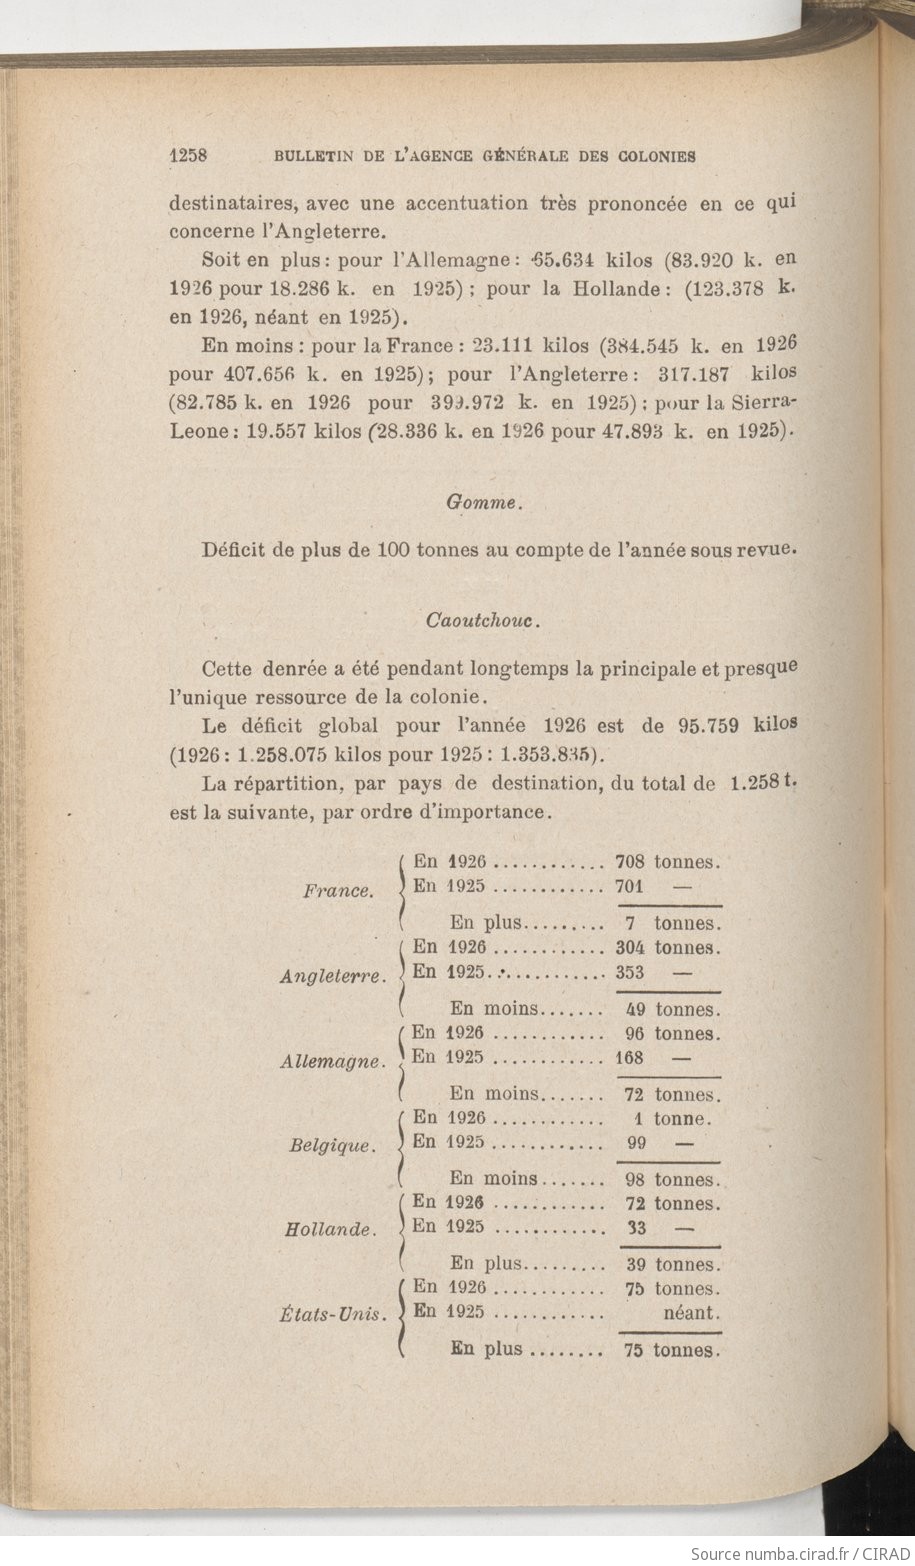 1258 BULLETIN DE L'AGENCE GÉNÉRALE DES COLONIES
destinataires, avec une accentuation très prononcée en ce qui
concerne l'Angleterre.
Soit en plus: pour l'Allemagne: 65.634 kilos (83.920 k. en
1926 pour 18.286 k. en 1925); pour la Hollande: (123.378 k.
en 1926, néant en 1925).
En moins: pour la France: 23.111 kilos (384.545 k. en 1926
pour 407.656 k. en 1925); pour l'Angleterre: 317.187 kilos
(82.785 k. en 1926 pour 399.972 k. en 1925); pour la Sierra-
Leone: 19.557 kilos (28.336 k. en 1926 pour 47.893 k. en 1925).
Gomme.
Déficit de plus de 100 tonnes au compte de l'année sous revue.
Caoutchouc.
Cette denrée a été pendant longtemps la principale et presque
l'unique ressource de la colonie.
Le déficit global pour l'année 1926 est de 95.759 kilos
(1926: 1.258.075 kilos pour 1925: 1.353.835).
La répartition, par pays de destination, du total de 1.258 t.
est la suivante, par ordre d'importance.
En 1926 ............ 708 tonnes.
France. En 1925 ............ 701 —
En plus......... 7 tonnes.
En 1926 ............ 304 tonnes.
Angleterre. En 1925............ 353 —
En moins....... 49 tonnes.
En 1926 ............ 96 tonnes.
Allemagne. En 1925 ............ 168 —
En moins....... 72 tonnes.
En 1926 ............ 1 tonne.
Belgique. En 1925 ............ 99 —
En moins....... 98 tonnes.
En 1926 ............ 72 tonnes.
Hollande. En 1925 ............ 33 —
En plus......... 39 tonnes.
En 1926 ............ 75 tonnes.
États-Unis. En 1925 ............ néant.
En plus ........ 75 tonnes.
Source numba.cirad.fr / CIRAD